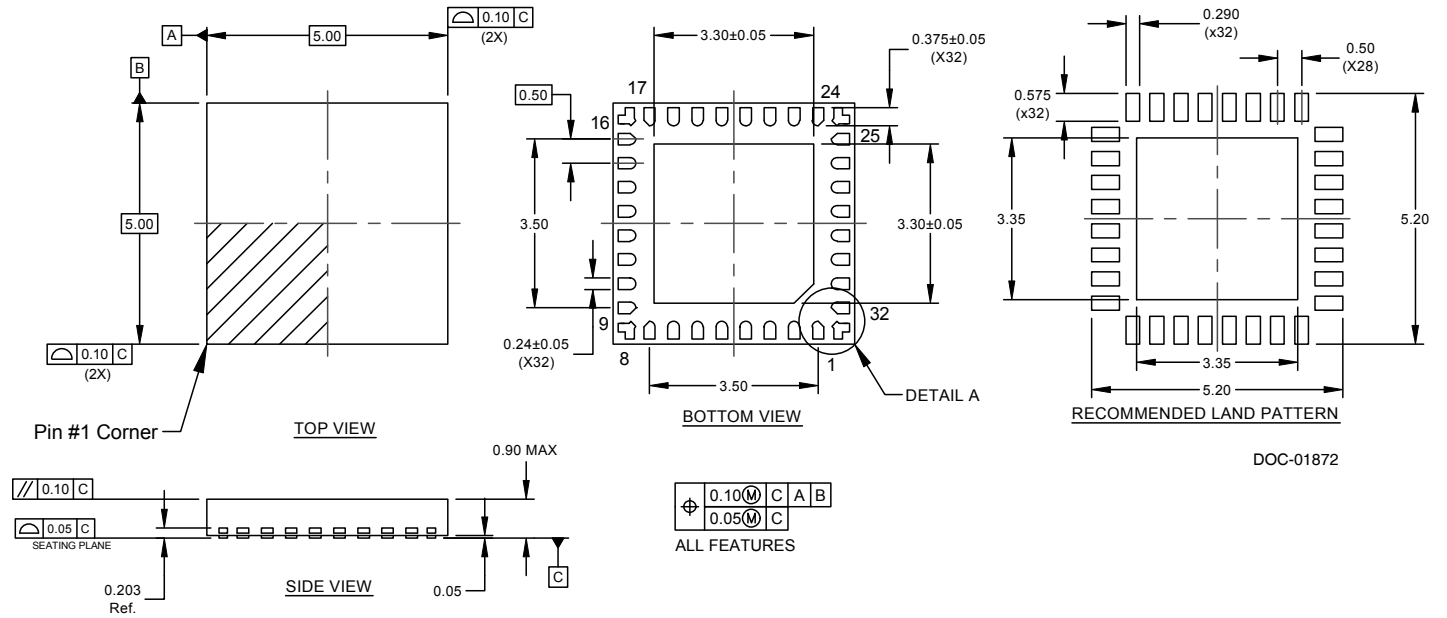 A
5.00
⌓ 0.10 C
(2X)
B
5.00
⌓ 0.10 C
(2X)
Pin #1 Corner
TOP VIEW
3.30±0.05
0.375±0.05
(X32)
0.50
17
24
16
25
3.50
3.30±0.05
9
32
0.24±0.05
(X32)
8
1
3.50
DETAIL A
BOTTOM VIEW
0.290
(x32)
0.50
(X28)
0.575
(x32)
3.35
5.20
3.35
5.20
RECOMMENDED LAND PATTERN
DOC-01872
0.90 MAX
// 0.10 C
⌓ 0.05 C
SEATING PLANE
0.203
Ref.
SIDE VIEW
0.05
C
⌖ 0.10Ⓜ C A B
0.05Ⓜ C
ALL FEATURES